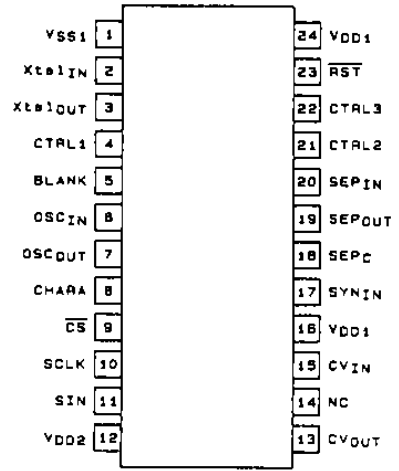 VSS1 1 24 VDD1
XtalIN 2 23 RST
XtalOUT 3 22 CTRL3
CTRL1 4 21 CTRL2
BLANK 5 20 SEPIN
OSCIN 6 19 SEPOUT
OSCOUT 7 18 SEPC
CHARA 8 17 SYNIN
CS 9 16 VDD1
SCLK 10 15 CVIN
SIN 11 14 NC
VDD2 12 13 CVOUT